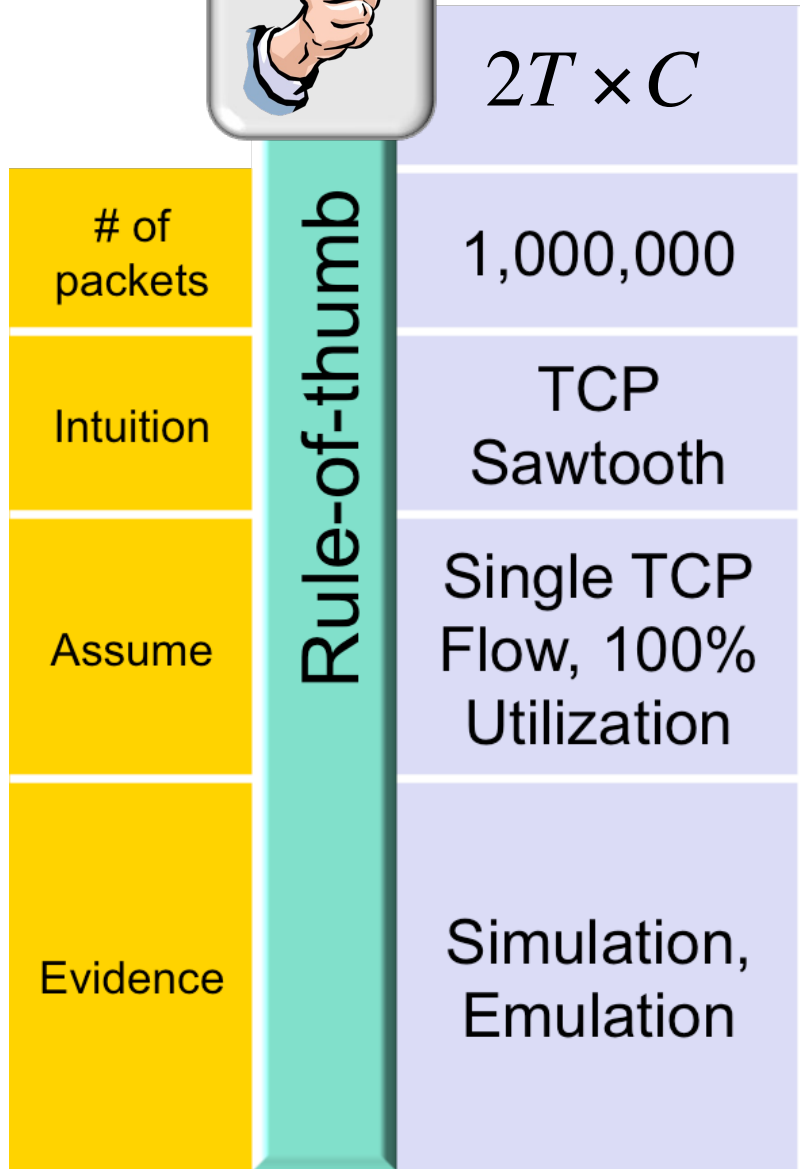 2T × C
# of
packets
Rule-of-thumb
1,000,000
Intuition
TCP
Sawtooth
Assume
Single TCP
Flow, 100%
Utilization
Evidence
Simulation,
Emulation